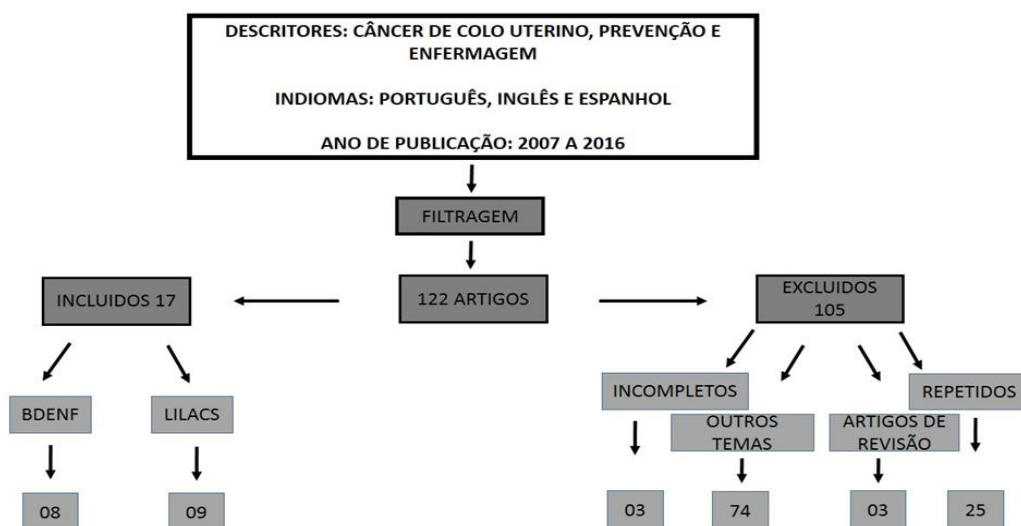 DESCRITORES: CÂNCER DE COLO UTERINO, PREVENÇÃO E
ENFERMAGEM
INDIOMAS: PORTUGUÊS, INGLÊS E ESPANHOL
ANO DE PUBLICAÇÃO: 2007 A 2016
FILTRAGEM
INCLUIDOS 17
122 ARTIGOS
EXCLUIDOS
105
BDENF
LILACS
INCOMPLETOS
REPETIDOS
OUTROS
TEMAS
ARTIGOS DE
REVISÃO
08
09
03
74
03
25